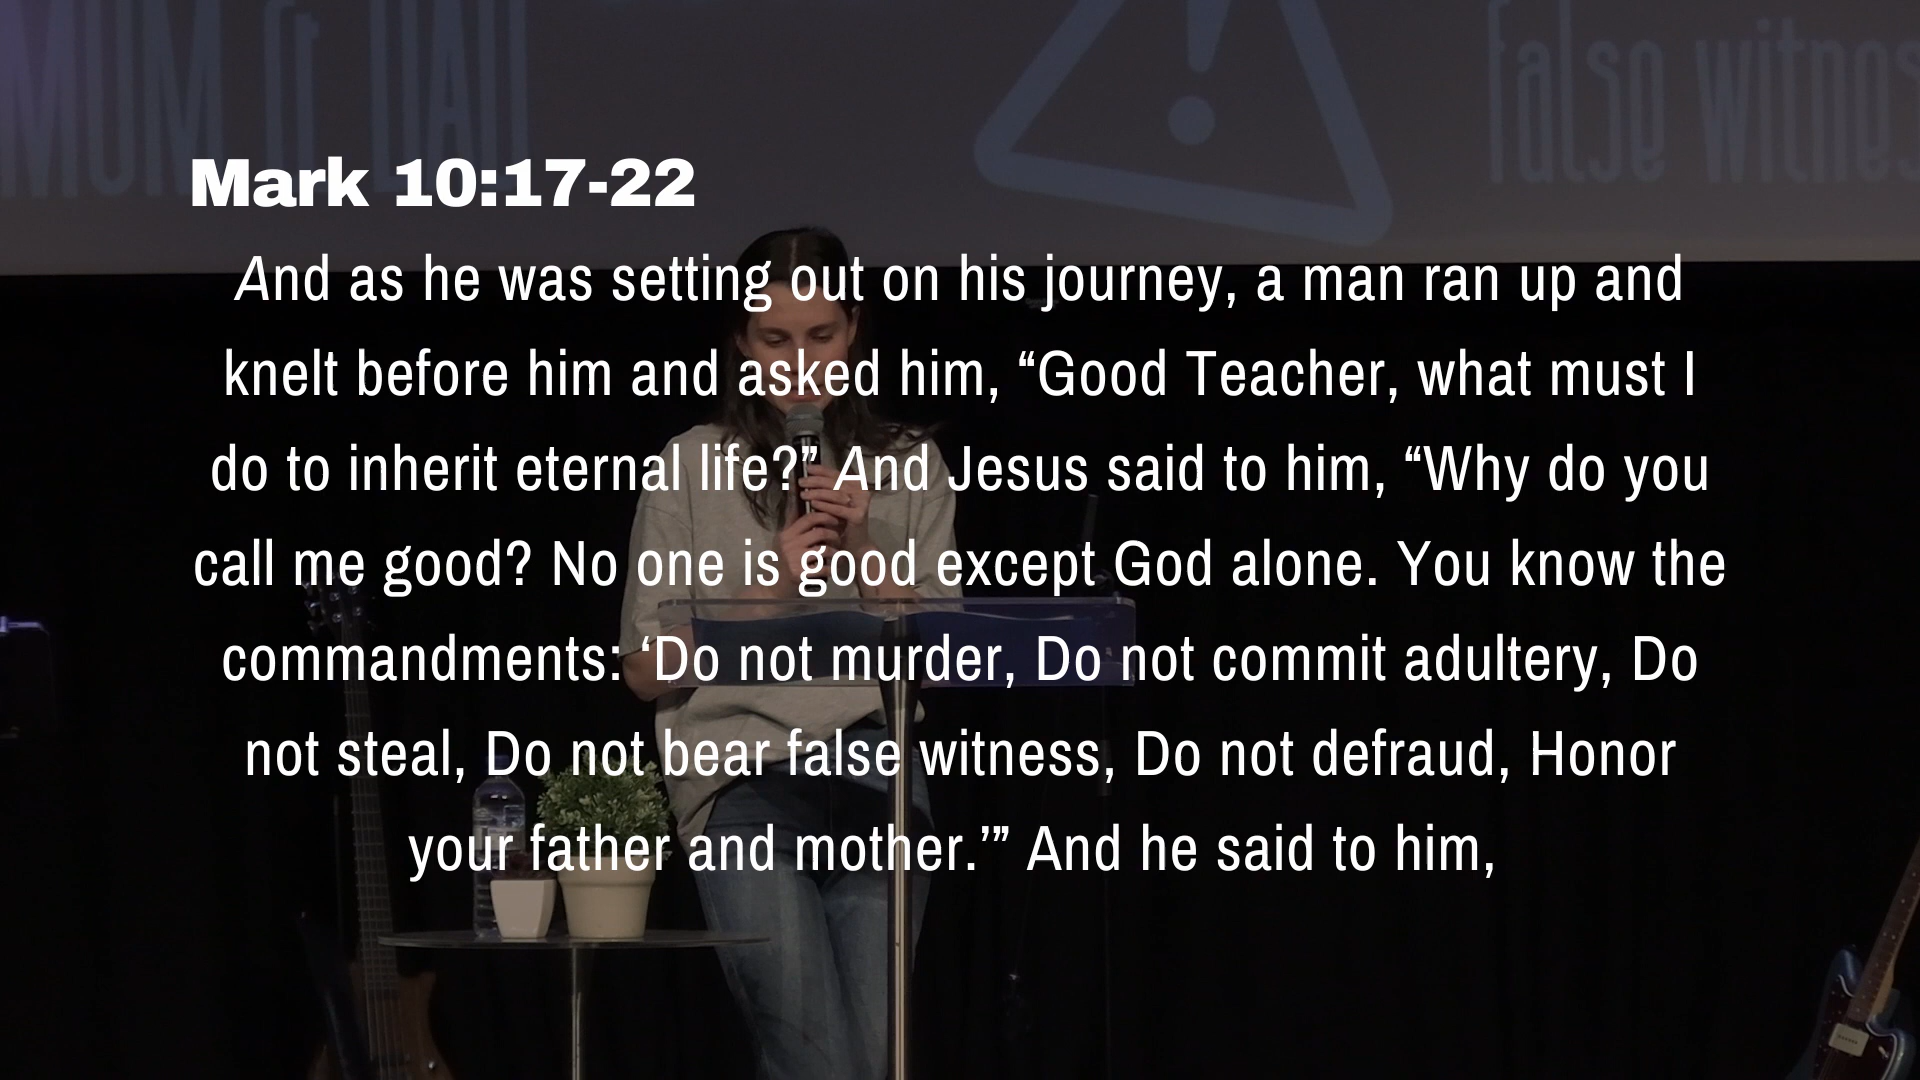 MUM & DAD
false witnes
Mark 10:17-22
And as he was setting out on his journey, a man ran up and
knelt before him and asked him, “Good Teacher, what must I
do to inherit eternal life?” And Jesus said to him, “Why do you
call me good? No one is good except God alone. You know the
commandments: ‘Do not murder, Do not commit adultery, Do
not steal, Do not bear false witness, Do not defraud, Honor
your father and mother.’” And he said to him,